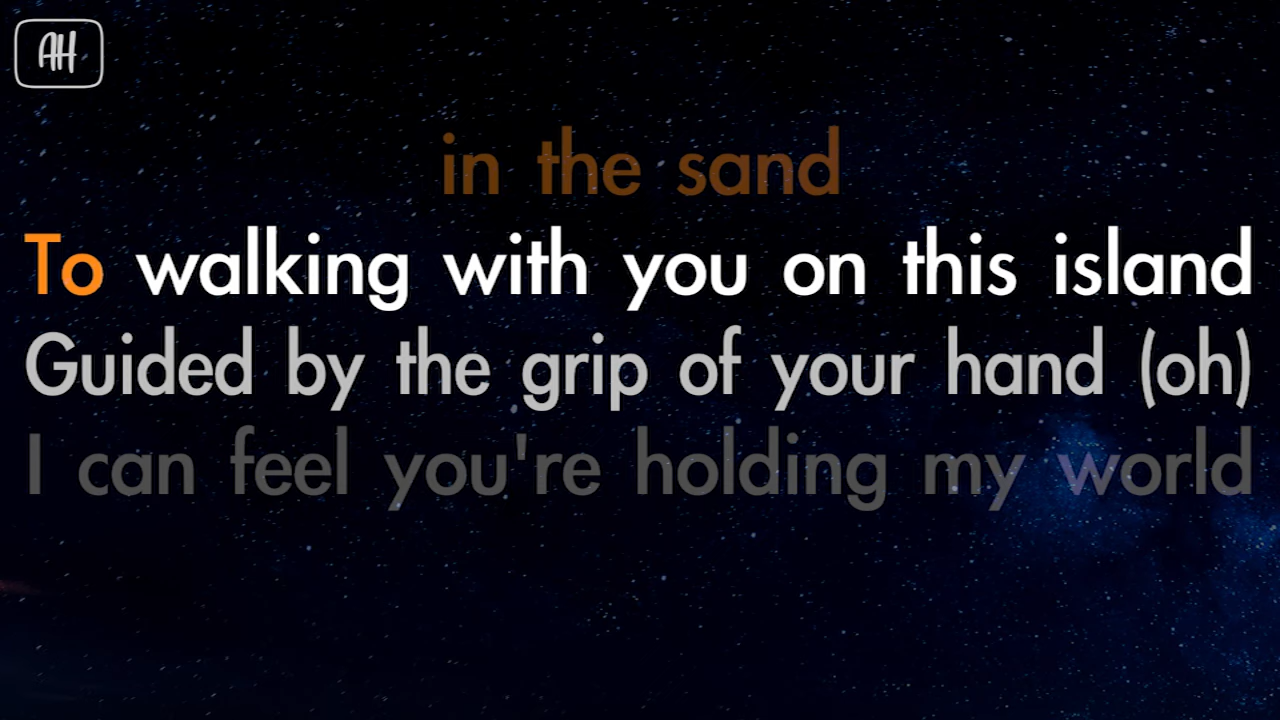 AH
in the sand
To walking with you on this island
Guided by the grip of your hand (oh)
I can feel you're holding my world